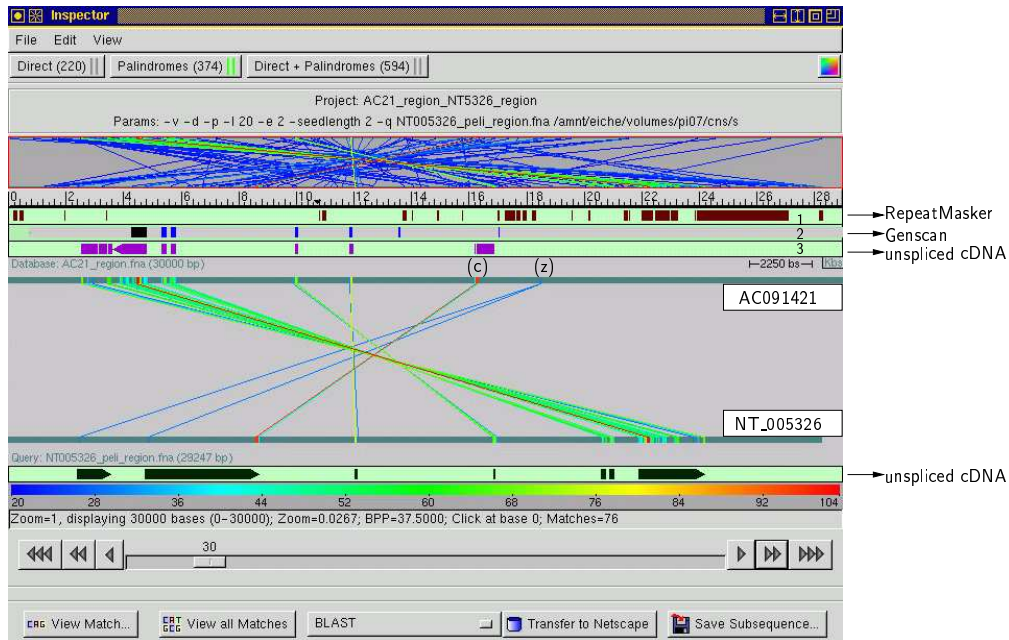 Inspector
File Edit View
Direct (220) Palindromes (374) Direct + Palindromes (594)
Project: AC21_region_NT5326_region
Params: -v -d -p -l 20 -e 2 -seedlength 2 -q NT005326_peli_region.fna /amnt/eiche/volumes/pi07/cns/s
0 2 4 6 8 10 12 14 16 18 20 22 24 26 28
1 RepeatMasker
2 Genscan
3 unspliced cDNA
Database: AC21_region.fna (30000 bp) (c) (z) 2250 bs Kbs
AC091421
NT_005326
Query: NT005326_peli_region.fna (29247 bp)
unspliced cDNA
20 28 36 44 52 60 68 76 84 92 104
Zoom=1, displaying 30000 bases (0-30000); Zoom=0.0267; BPP=37.5000; Click at base 0; Matches=76
30
CAG View Match... CAT GCG View all Matches BLAST Transfer to Netscape Save Subsequence...